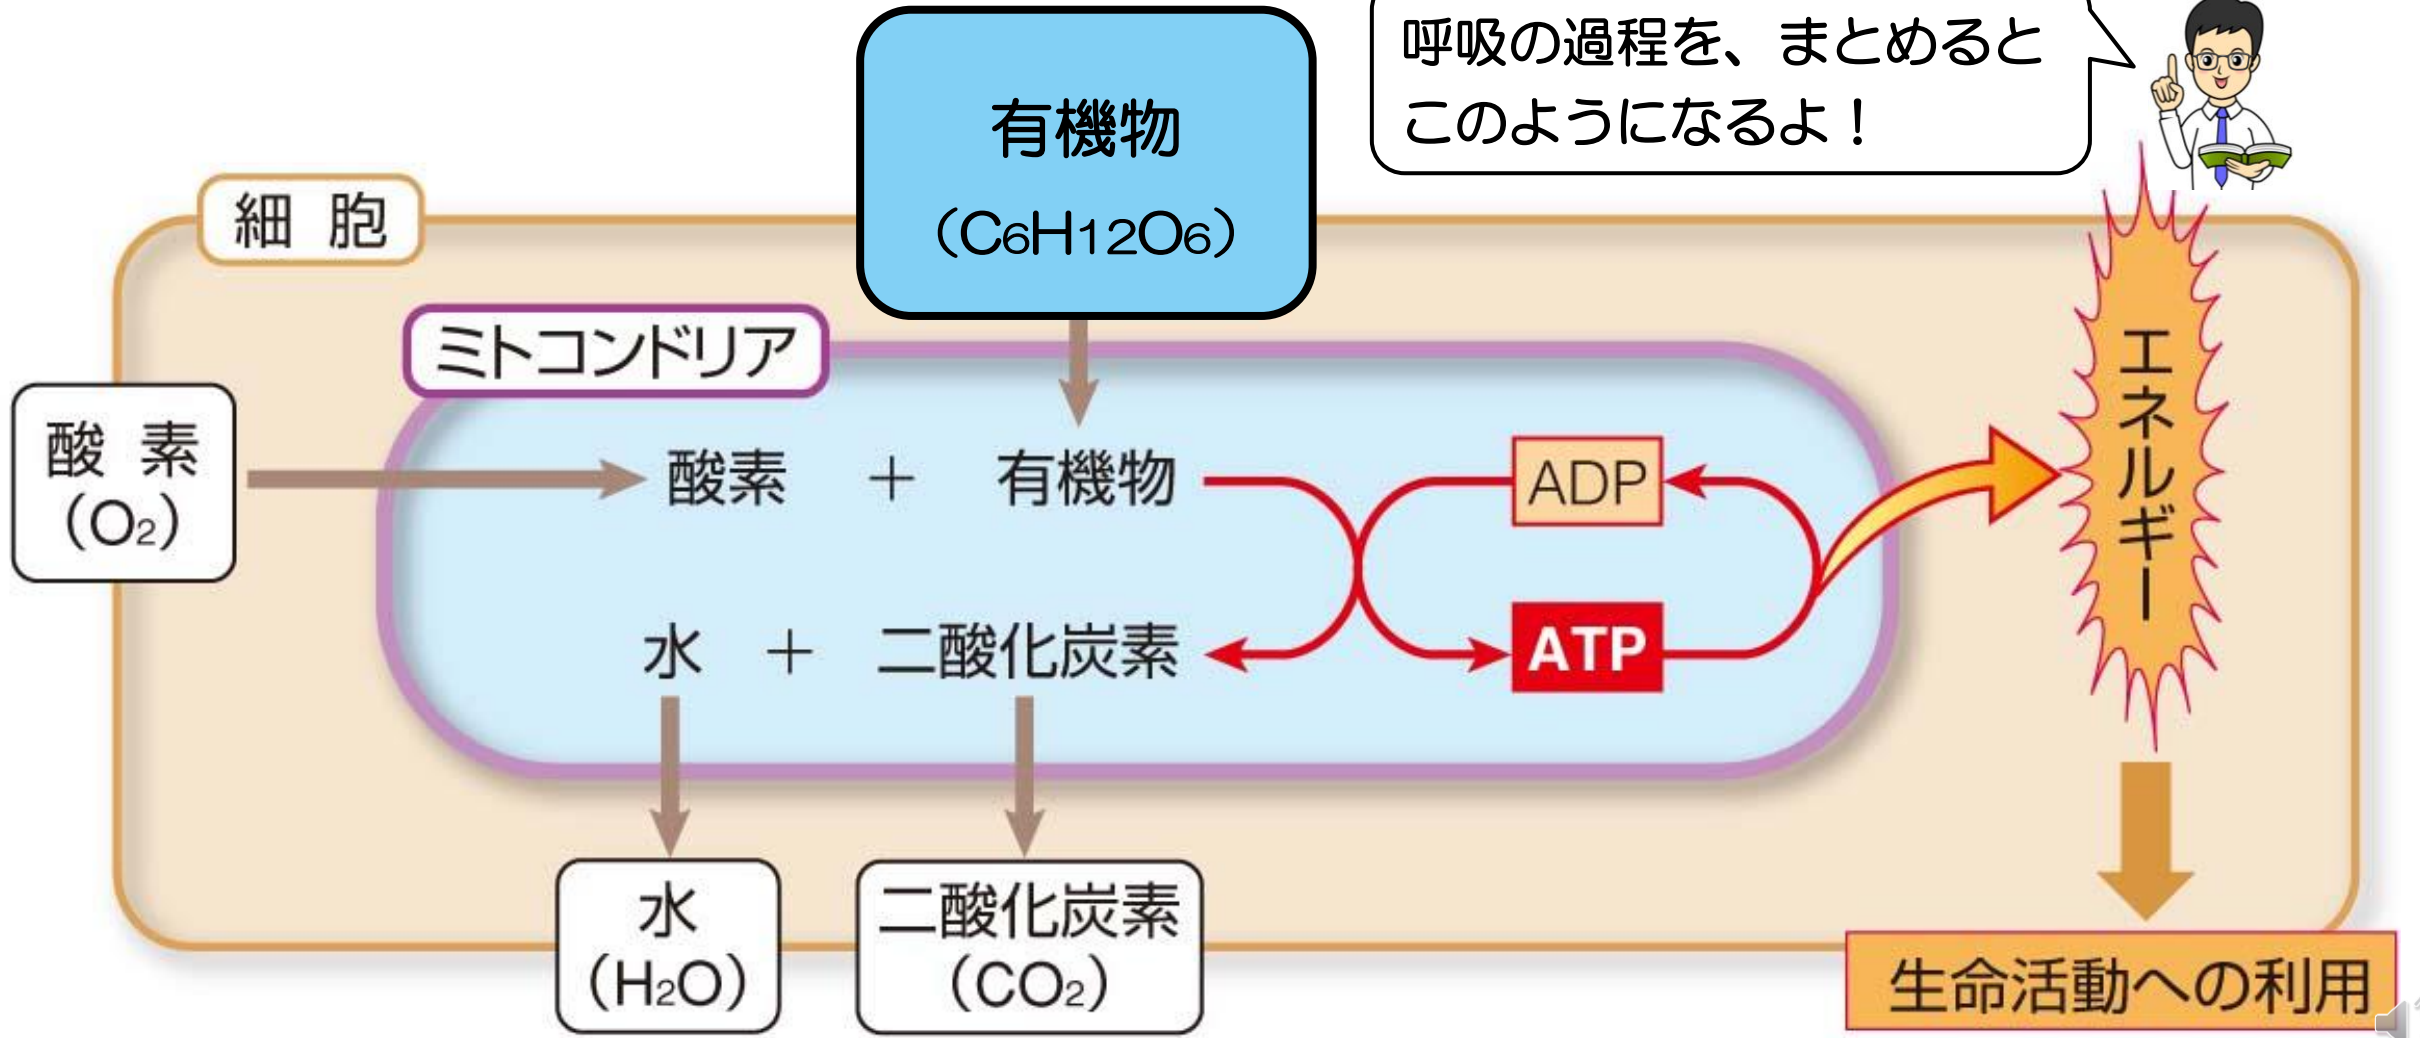 呼吸の過程を、まとめると
このようになるよ！
有機物
（C6H12O6）
細胞
ミトコンドリア
酸素
（O2）
酸素 ＋ 有機物
ADP
エネルギー
水 ＋ 二酸化炭素
ATP
水
（H2O）
二酸化炭素
（CO2）
生命活動への利用